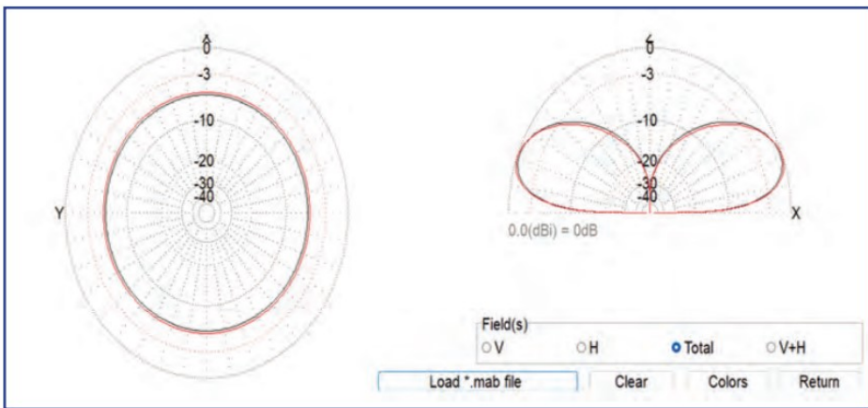 X
0
-3
-10
-20
-30
-40
Y
Z
0
-3
-10
-20
-30
-40
X
0.0(dBi) = 0dB
Field(s)
V H Total V+H
Load *.mab file Clear Colors Return